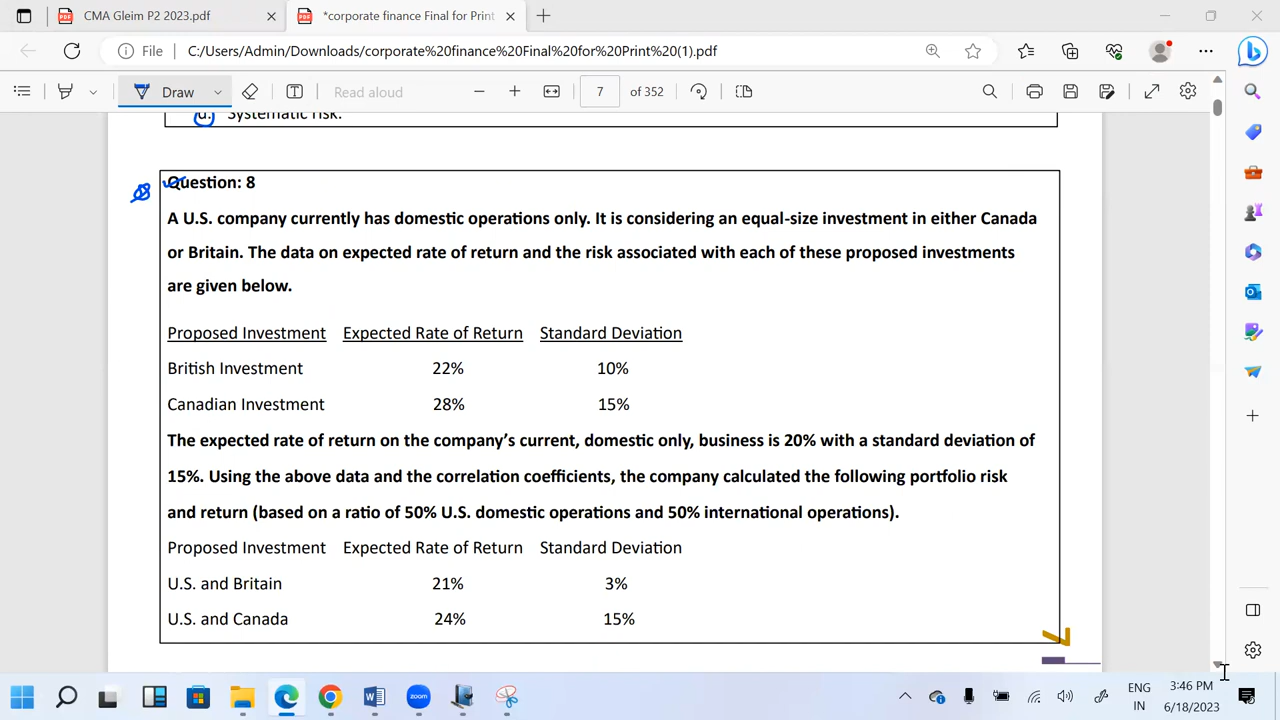 CMA Gleim P2 2023.pdf
*corporate finance Final for Print
File C:/Users/Admin/Downloads/corporate%20finance%20Final%20for%20Print%20(1).pdf
Draw Read aloud 7 of 352
d. Systematic risk.
Question: 8
A U.S. company currently has domestic operations only. It is considering an equal-size investment in either Canada
or Britain. The data on expected rate of return and the risk associated with each of these proposed investments
are given below.
Proposed Investment Expected Rate of Return Standard Deviation
British Investment 22% 10%
Canadian Investment 28% 15%
The expected rate of return on the company's current, domestic only, business is 20% with a standard deviation of
15%. Using the above data and the correlation coefficients, the company calculated the following portfolio risk
and return (based on a ratio of 50% U.S. domestic operations and 50% international operations).
Proposed Investment Expected Rate of Return Standard Deviation
U.S. and Britain 21% 3%
U.S. and Canada 24% 15%
zoom
ENG
IN
3:46 PM
6/18/2023